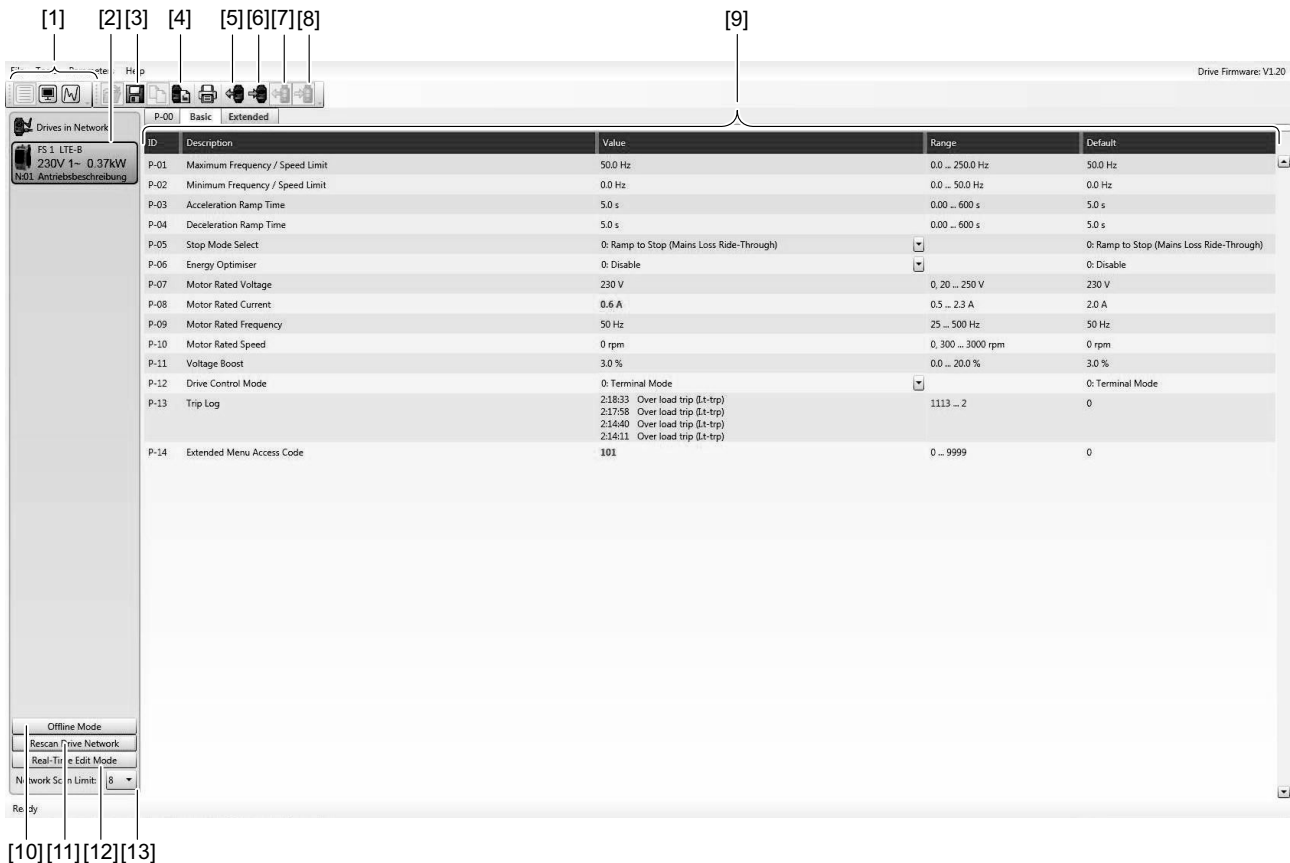 [1] [2] [3] [4] [5] [6] [7] [8] [9]
Help
Drive Firmware: V1.20
P-00 Basic Extended
Drives in Network
FS 1 LTE-B
230V 1~ 0.37kW
N:01 Antriebsbeschreibung
ID Description Value Range Default
P-01 Maximum Frequency / Speed Limit 50.0 Hz 0.0 ... 250.0 Hz 50.0 Hz
P-02 Minimum Frequency / Speed Limit 0.0 Hz 0.0 ... 50.0 Hz 0.0 Hz
P-03 Acceleration Ramp Time 5.0 s 0.00 ... 600 s 5.0 s
P-04 Deceleration Ramp Time 5.0 s 0.00 ... 600 s 5.0 s
P-05 Stop Mode Select 0: Ramp to Stop (Mains Loss Ride-Through) 0: Ramp to Stop (Mains Loss Ride-Through)
P-06 Energy Optimiser 0: Disable 0: Disable
P-07 Motor Rated Voltage 230 V 0, 20 ... 250 V 230 V
P-08 Motor Rated Current 0.6 A 0.5 ... 2.3 A 2.0 A
P-09 Motor Rated Frequency 50 Hz 25 ... 500 Hz 50 Hz
P-10 Motor Rated Speed 0 rpm 0, 300 ... 3000 rpm 0 rpm
P-11 Voltage Boost 3.0 % 0.0 ... 20.0 % 3.0 %
P-12 Drive Control Mode 0: Terminal Mode 0: Terminal Mode
P-13 Trip Log 2:18:33 Over load trip (I.t-trp) 1113 ... 2 0
2:17:58 Over load trip (I.t-trp)
2:14:40 Over load trip (I.t-trp)
2:14:11 Over load trip (I.t-trp)
P-14 Extended Menu Access Code 101 0 ... 9999 0
Offline Mode
Rescan Drive Network
Real-Time Edit Mode
Network Scan Limit: 8
Ready
[10] [11] [12] [13]